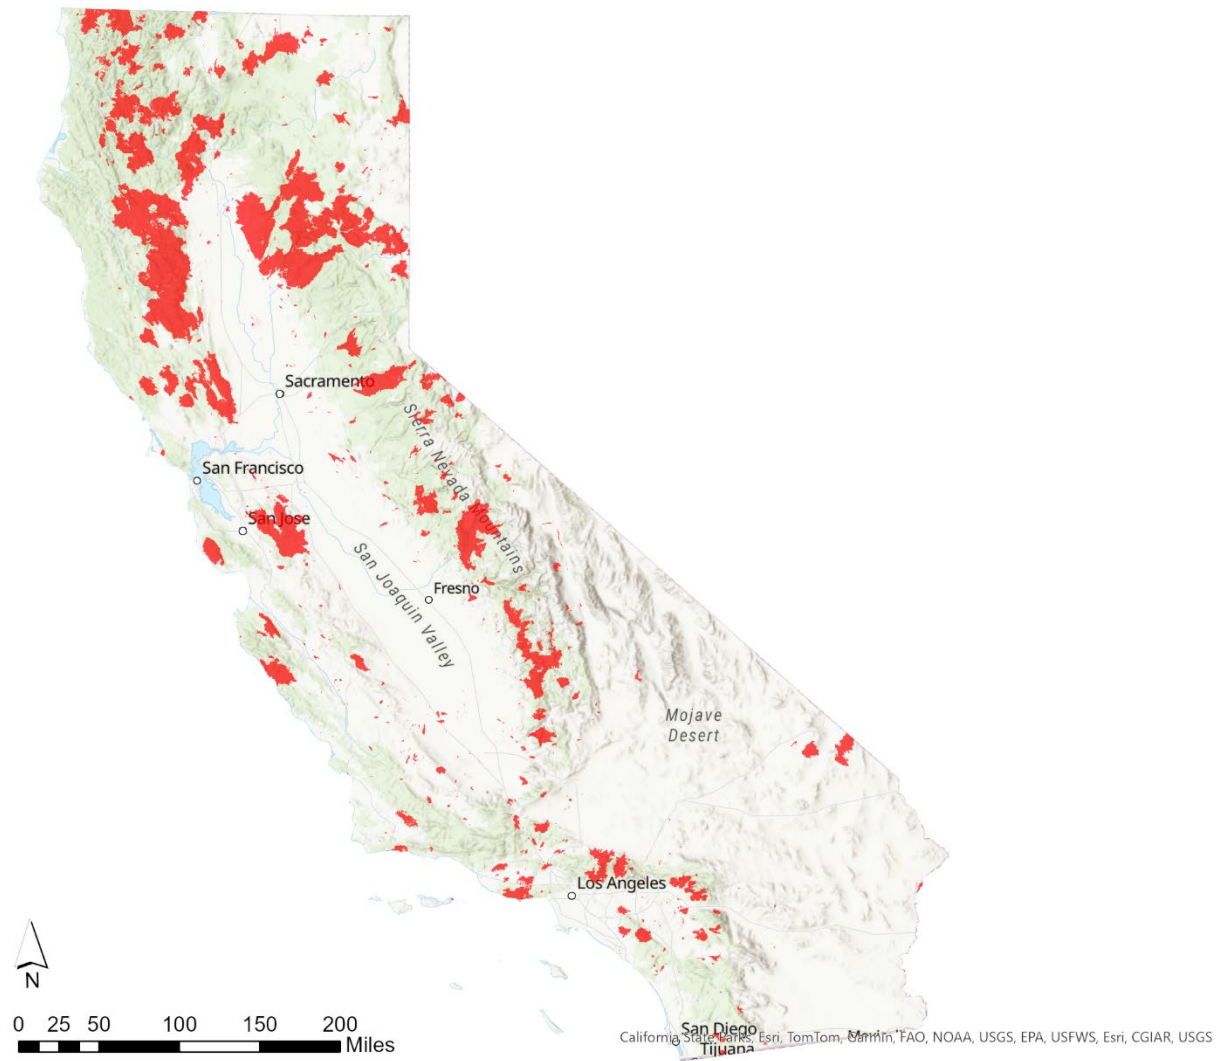 Sacramento
Sierra Nevada Mountains
San Francisco
San Jose
San Joaquin Valley
Fresno
Mojave
Desert
Los Angeles
N
0 25 50 100 150 200
Miles
San Diego
Tijuana
California State Parks, Esri, TomTom, Garmin, FAO, NOAA, USGS, EPA, USFWS, Esri, CGIAR, USGS